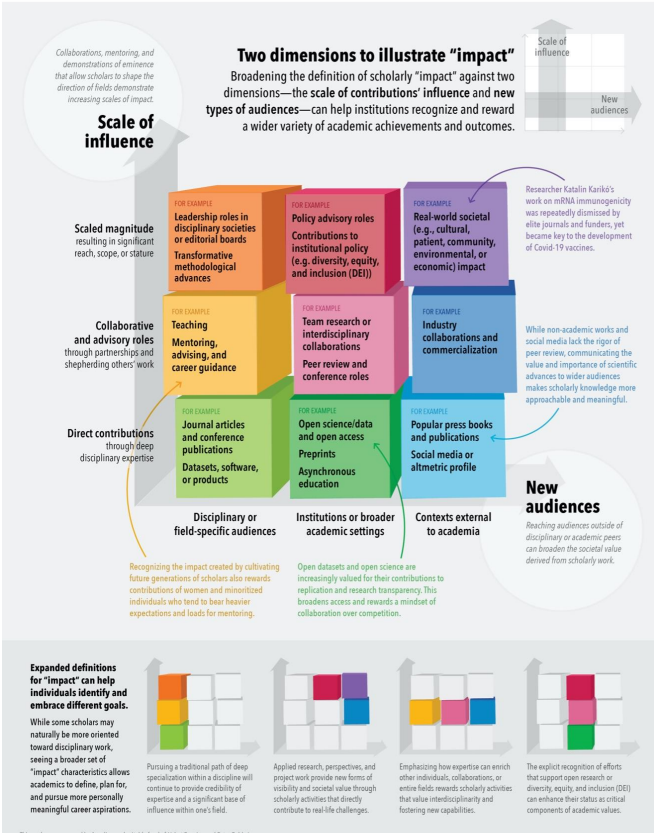 Collaborations, mentoring, and
demonstrations of eminence
that allow scholars to shape the
direction of fields demonstrate
increasing scales of impact.
Scale of
influence
Two dimensions to illustrate “impact”
Broadening the definition of scholarly “impact” against two
dimensions—the scale of contributions’ influence and new
types of audiences—can help institutions recognize and reward
a wider variety of academic achievements and outcomes.
Scale of
influence
New
audiences
Scaled magnitude
resulting in significant
reach, scope, or stature
FOR EXAMPLE
Leadership roles in
disciplinary societies
or editorial boards
Transformative
methodological
advances
FOR EXAMPLE
Policy advisory roles
Contributions to
institutional policy
(e.g. diversity, equity,
and inclusion (DEI))
FOR EXAMPLE
Real-world societal
(e.g., cultural,
patient, community,
environmental, or
economic) impact
Researcher Katalin Karikó’s
work on mRNA immunogenicity
was repeatedly dismissed by
elite journals and funders, yet
became key to the development
of Covid-19 vaccines.
Collaborative
and advisory roles
through partnerships and
shepherding others’ work
FOR EXAMPLE
Teaching
Mentoring,
advising, and
career guidance
FOR EXAMPLE
Team research or
interdisciplinary
collaborations
Peer review and
conference roles
FOR EXAMPLE
Industry
collaborations and
commercialization
While non-academic works and
social media lack the rigor of
peer review, communicating the
value and importance of scientific
advances to wider audiences
makes scholarly knowledge more
approachable and meaningful.
Direct contributions
through deep
disciplinary expertise
FOR EXAMPLE
Journal articles
and conference
publications
Datasets, software,
or products
FOR EXAMPLE
Open science/data
and open access
Preprints
Asynchronous
education
FOR EXAMPLE
Popular press books
and publications
Social media or
altmetric profile
Disciplinary or
field-specific audiences
Institutions or broader
academic settings
Contexts external
to academia
New
audiences
Reaching audiences outside of
disciplinary or academic peers
can broaden the societal value
derived from scholarly work.
Recognizing the impact created by cultivating
future generations of scholars also rewards
contributions of women and minoritized
individuals who tend to bear heavier
expectations and loads for mentoring.
Open datasets and open science are
increasingly valued for their contributions to
replication and research transparency. This
broadens access and rewards a mindset of
collaboration over competition.
Expanded definitions
for “impact” can help
individuals identify and
embrace different goals.
While some scholars may
naturally be more oriented
toward disciplinary work,
seeing a broader set of
“impact” characteristics allows
academics to define, plan for,
and pursue more personally
meaningful career aspirations.
Pursuing a traditional path of deep
specialization within a discipline will
continue to provide credibility of
expertise and a significant base of
influence within one’s field.
Applied research, perspectives, and
project work provide new forms of
visibility and societal value through
scholarly activities that directly
contribute to real-life challenges.
Emphasizing how expertise can enrich
other individuals, collaborations, or
entire fields rewards scholarly activities
that value interdisciplinarity and
fostering new capabilities.
The explicit recognition of efforts
that support open research or
diversity, equity, and inclusion (DEI)
can enhance their status as critical
components of academic values.